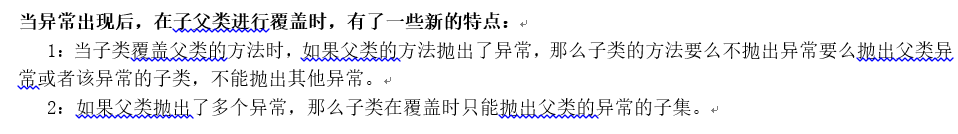 当异常出现后，在子父类进行覆盖时，有了一些新的特点：
1：当子类覆盖父类的方法时，如果父类的方法抛出了异常，那么子类的方法要么不抛出异常要么抛出父类异
常或者该异常的子类，不能抛出其他异常。
2：如果父类抛出了多个异常，那么子类在覆盖时只能抛出父类的异常的子集。